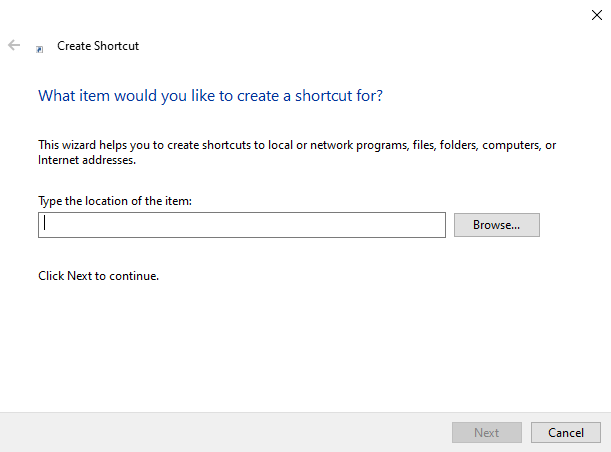 Create Shortcut
What item would you like to create a shortcut for?
This wizard helps you to create shortcuts to local or network programs, files, folders, computers, or
Internet addresses.
Type the location of the item:
Browse...
Click Next to continue.
Next
Cancel